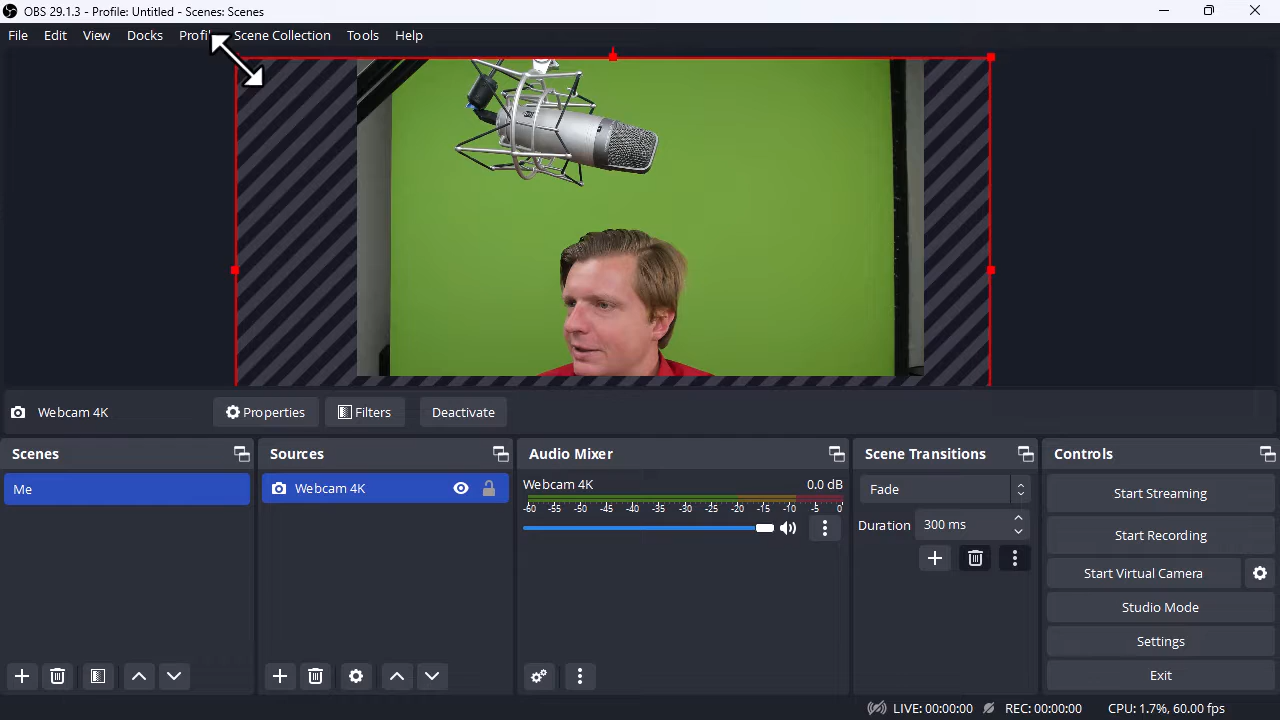 OBS 29.1.3 - Profile: Untitled - Scenes: Scenes
File Edit View Docks Profile Scene Collection Tools Help
Webcam 4K Properties Filters Deactivate
Scenes
Me
Sources
Webcam 4K
Audio Mixer
Webcam 4K 0.0 dB
-60 -55 -50 -45 -40 -35 -30 -25 -20 -15 -10 -5 0
Scene Transitions
Fade
Duration 300 ms
Controls
Start Streaming
Start Recording
Start Virtual Camera
Studio Mode
Settings
Exit
LIVE: 00:00:00 REC: 00:00:00 CPU: 1.7%, 60.00 fps